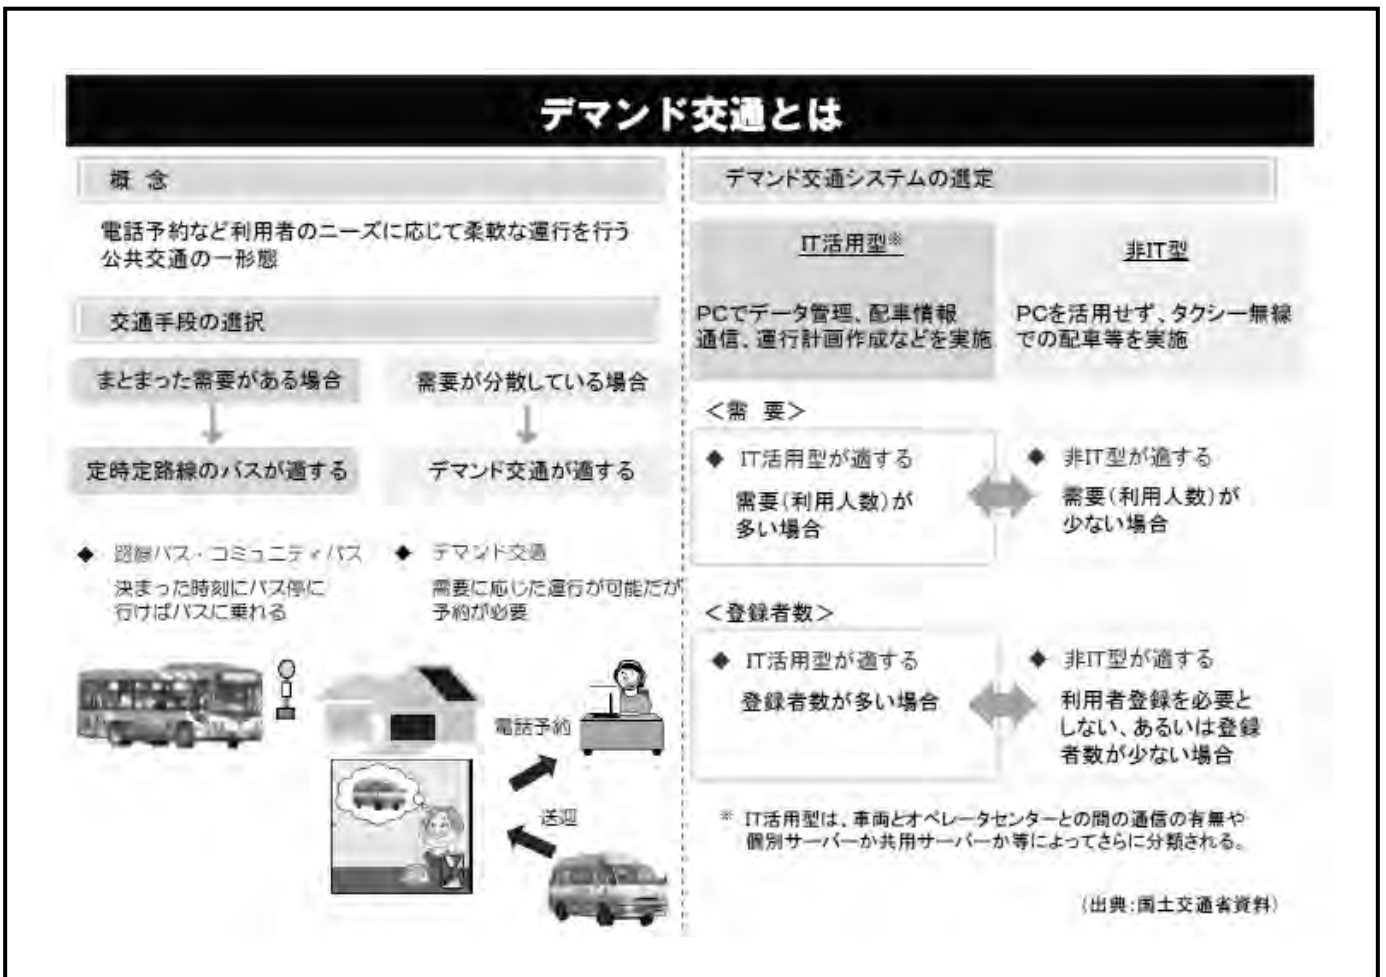 デマンド交通とは
概 念
電話予約など利用者のニーズに応じて柔軟な運行を行う
公共交通の一形態
交通手段の選択
まとまった需要がある場合
需要が分散している場合
定時定路線のバスが適する
デマンド交通が適する
◆ 路線バス・コミュニティバス
決まった時刻にバス停に
行けばバスに乗れる
◆ デマンド交通
需要に応じた運行が可能だが
予約が必要
電話予約
送迎
デマンド交通システムの選定
IT活用型※
PCでデータ管理、配車情報
通信、運行計画作成などを実施
非IT型
PCを活用せず、タクシー無線
での配車等を実施
＜需 要＞
◆ IT活用型が適する
需要(利用人数)が
多い場合
◆ 非IT型が適する
需要(利用人数)が
少ない場合
＜登録者数＞
◆ IT活用型が適する
登録者数が多い場合
◆ 非IT型が適する
利用者登録を必要と
しない、あるいは登録
者数が少ない場合
※ IT活用型は、車両とオペレータセンターとの間の通信の有無や
個別サーバーか共用サーバーか等によってさらに分類される。
(出典:国土交通省資料)